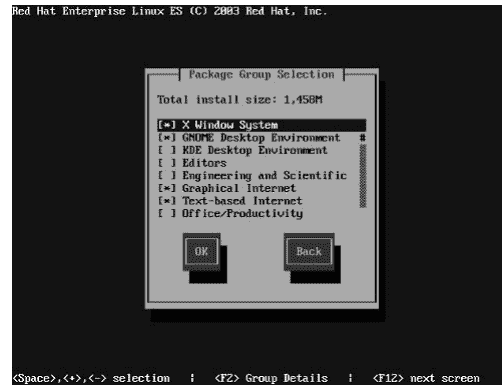 Red Hat Enterprise Linux ES (C) 2003 Red Hat, Inc.
Package Group Selection
Total install size: 1,458M
[*] X Window System
[*] GNOME Desktop Environment #
[ ] KDE Desktop Environment
[ ] Editors
[ ] Engineering and Scientific
[*] Graphical Internet
[*] Text-based Internet
[ ] Office/Productivity
OK Back
<Space>,<+>,<-> selection | <F2> Group Details | <F12> next screen